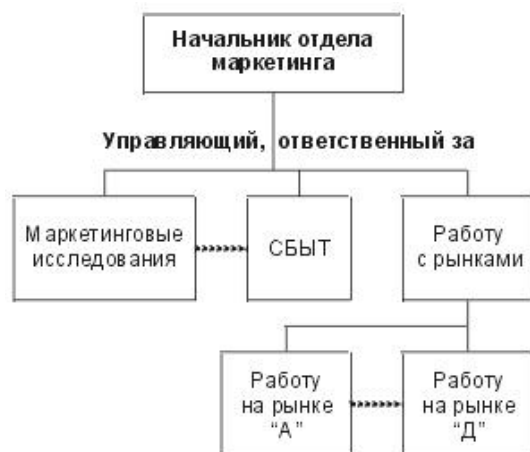 Начальник отдела
маркетинга
Управляющий, ответственный за
Маркетинговые
исследования
СБЫТ
Работу
с рынками
Работу
на рынке
“А”
Работу
на рынке
“Д”